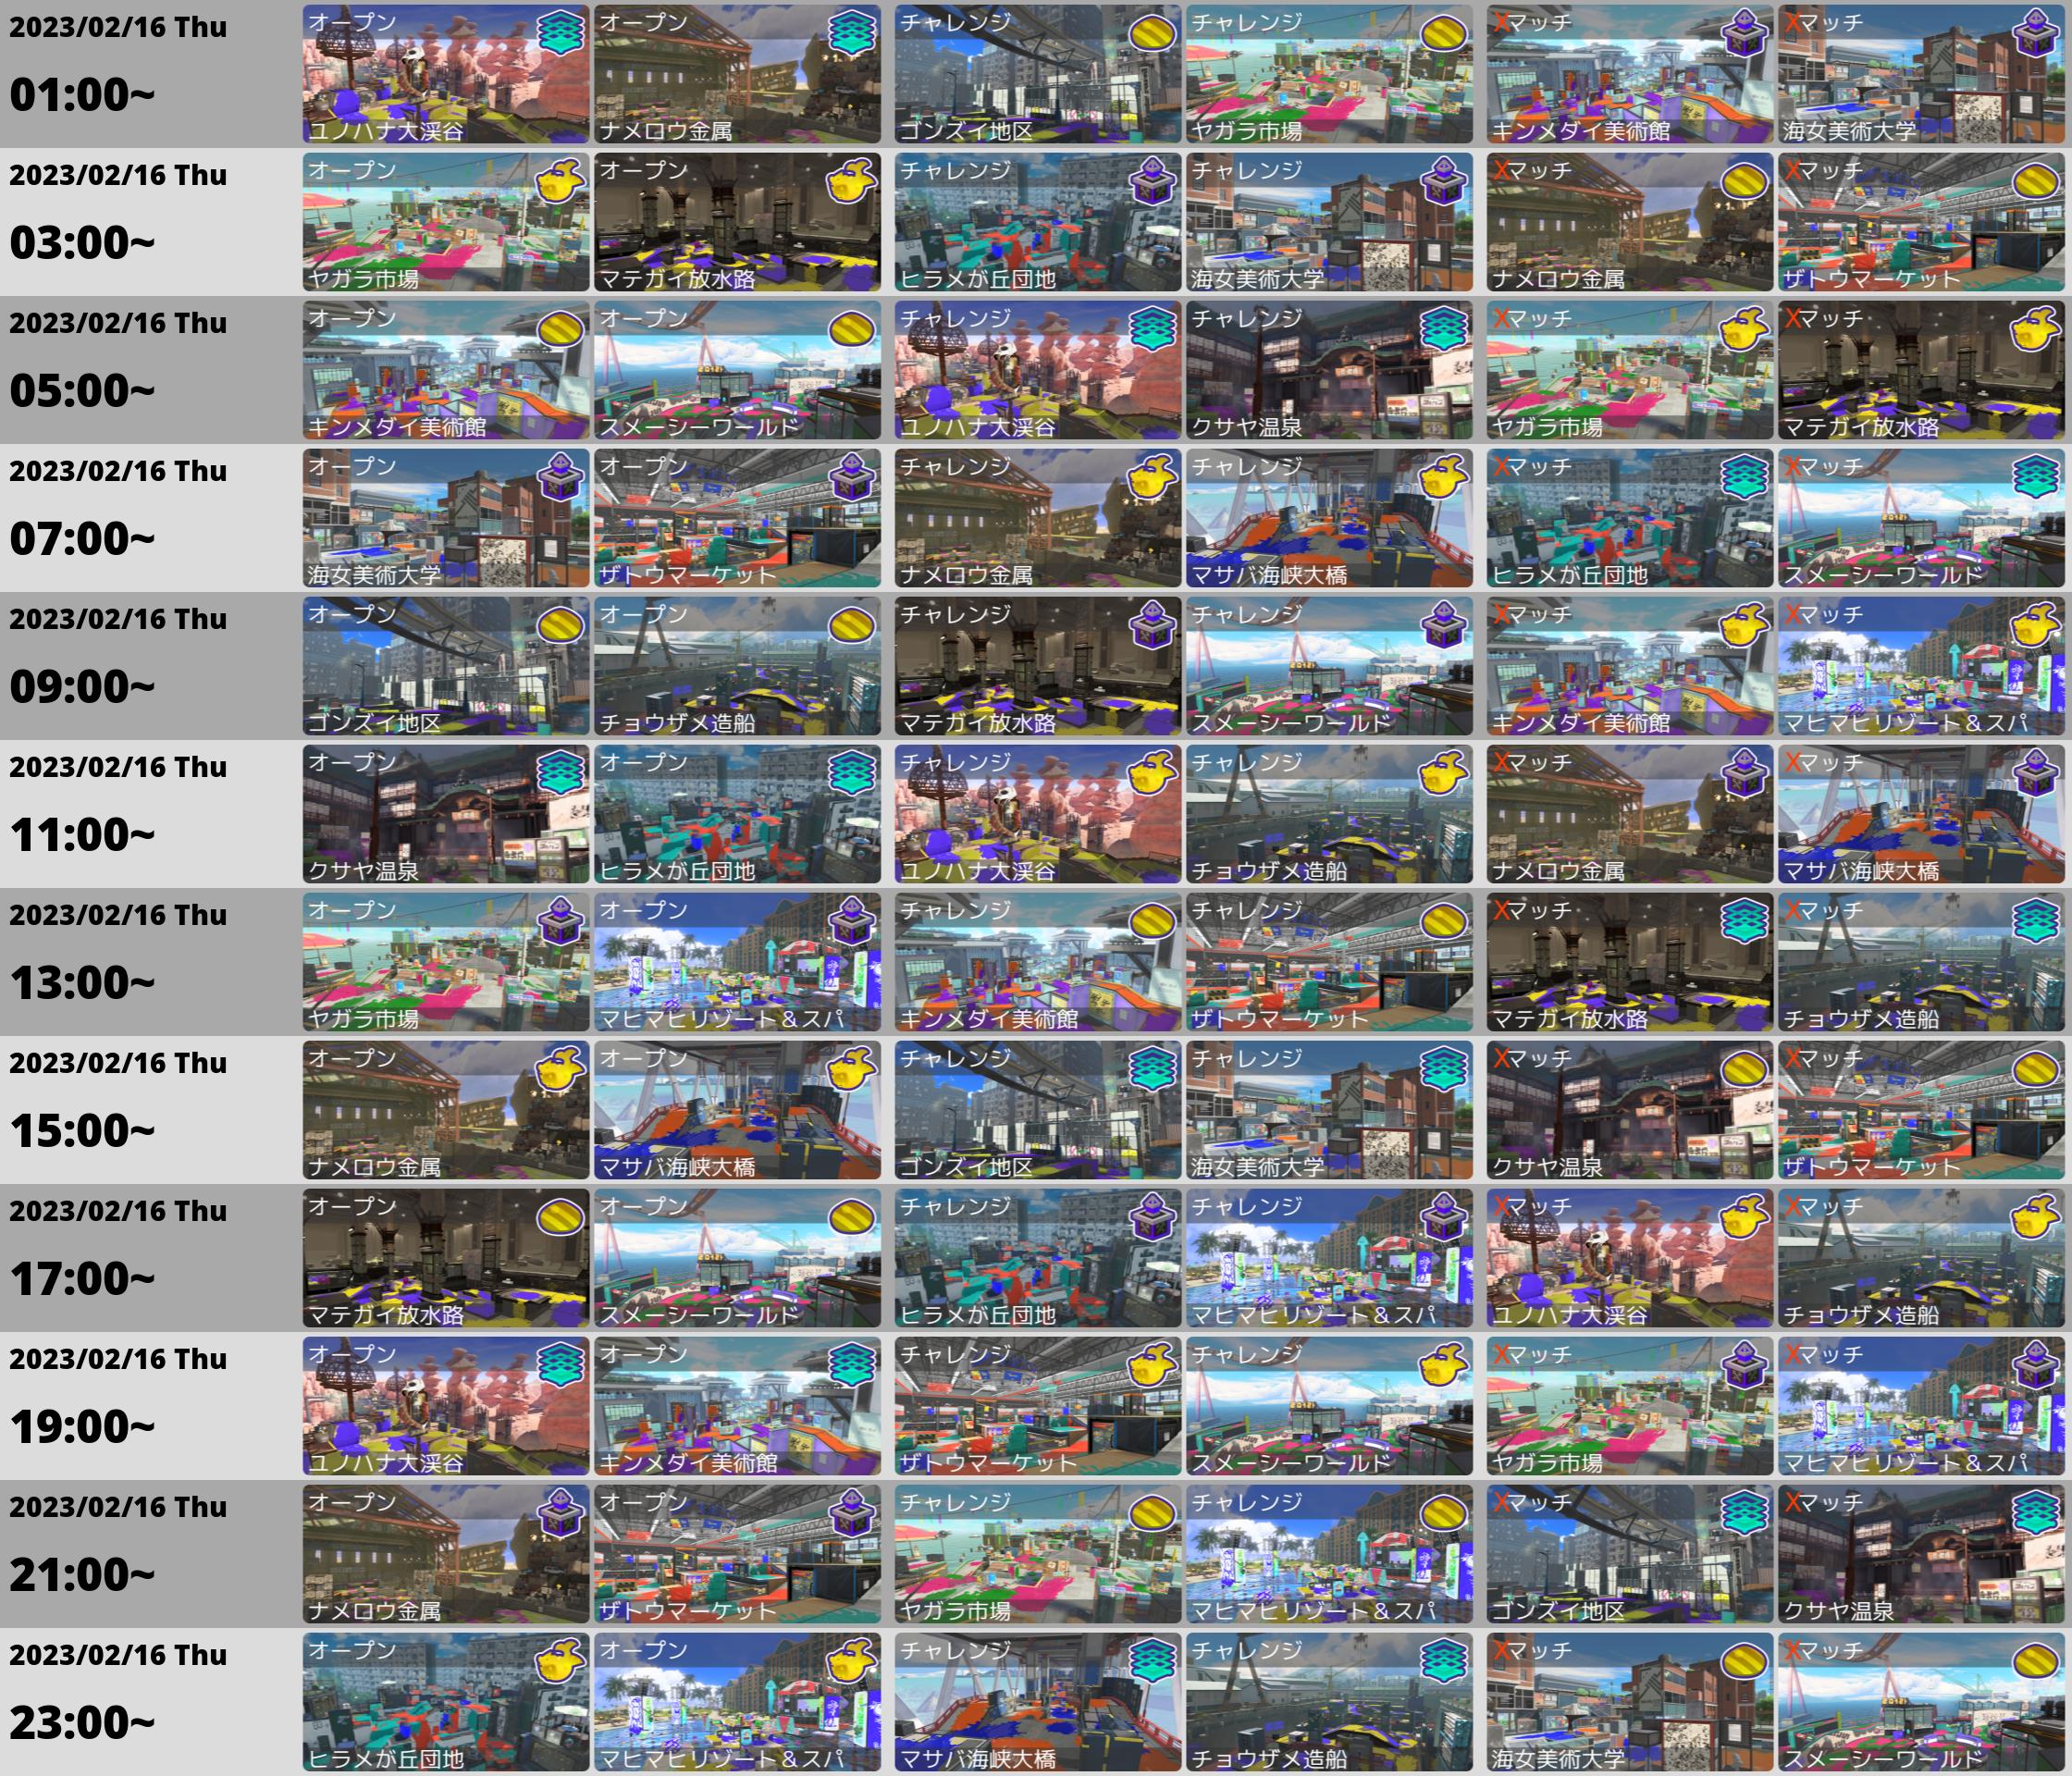 2023/02/16 Thu
01:00~
オープン
ユノハナ大渓谷
オープン
ナメロウ金属
チャレンジ
ゴンズイ地区
チャレンジ
ヤガラ市場
Xマッチ
キンメダイ美術館
Xマッチ
海女美術大学
2023/02/16 Thu
03:00~
オープン
ヤガラ市場
オープン
マテガイ放水路
チャレンジ
ヒラメが丘団地
チャレンジ
海女美術大学
Xマッチ
ナメロウ金属
Xマッチ
ザトウマーケット
2023/02/16 Thu
05:00~
オープン
キンメダイ美術館
オープン
スメーシーワールド
チャレンジ
ユノハナ大渓谷
チャレンジ
クサヤ温泉
Xマッチ
ヤガラ市場
Xマッチ
マテガイ放水路
2023/02/16 Thu
07:00~
オープン
海女美術大学
オープン
ザトウマーケット
チャレンジ
ナメロウ金属
チャレンジ
マサバ海峡大橋
Xマッチ
ヒラメが丘団地
Xマッチ
スメーシーワールド
2023/02/16 Thu
09:00~
オープン
ゴンズイ地区
オープン
チョウザメ造船
チャレンジ
マテガイ放水路
チャレンジ
スメーシーワールド
Xマッチ
キンメダイ美術館
Xマッチ
マヒマヒリゾート&スパ
2023/02/16 Thu
11:00~
オープン
クサヤ温泉
オープン
ヒラメが丘団地
チャレンジ
ユノハナ大渓谷
チャレンジ
チョウザメ造船
Xマッチ
ナメロウ金属
Xマッチ
マサバ海峡大橋
2023/02/16 Thu
13:00~
オープン
ヤガラ市場
オープン
マヒマヒリゾート&スパ
チャレンジ
キンメダイ美術館
チャレンジ
ザトウマーケット
Xマッチ
マテガイ放水路
Xマッチ
チョウザメ造船
2023/02/16 Thu
15:00~
オープン
ナメロウ金属
オープン
マサバ海峡大橋
チャレンジ
ゴンズイ地区
チャレンジ
海女美術大学
Xマッチ
クサヤ温泉
Xマッチ
ザトウマーケット
2023/02/16 Thu
17:00~
オープン
マテガイ放水路
オープン
スメーシーワールド
チャレンジ
ヒラメが丘団地
チャレンジ
マヒマヒリゾート&スパ
Xマッチ
ユノハナ大渓谷
Xマッチ
チョウザメ造船
2023/02/16 Thu
19:00~
オープン
ユノハナ大渓谷
オープン
キンメダイ美術館
チャレンジ
ザトウマーケット
チャレンジ
スメーシーワールド
Xマッチ
ヤガラ市場
Xマッチ
マヒマヒリゾート&スパ
2023/02/16 Thu
21:00~
オープン
ナメロウ金属
オープン
ザトウマーケット
チャレンジ
ヤガラ市場
チャレンジ
マヒマヒリゾート&スパ
Xマッチ
ゴンズイ地区
Xマッチ
クサヤ温泉
2023/02/16 Thu
23:00~
オープン
ヒラメが丘団地
オープン
マヒマヒリゾート&スパ
チャレンジ
マサバ海峡大橋
チャレンジ
チョウザメ造船
Xマッチ
海女美術大学
Xマッチ
スメーシーワールド